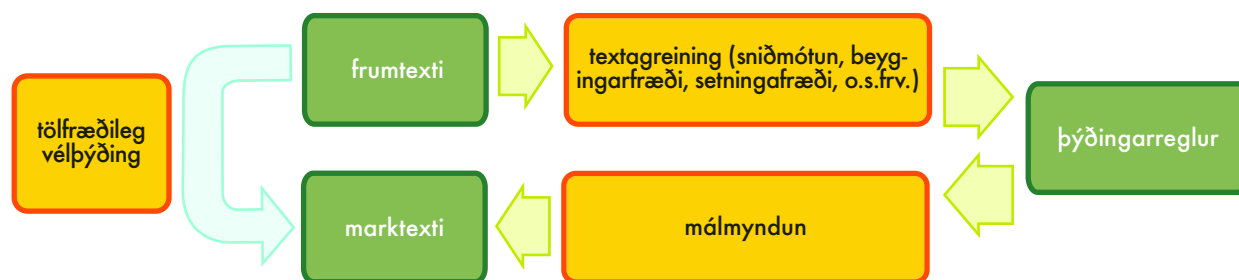 tölfræðileg
vélþýðing
frumtexti
textagreining (sniðmótun, beyg-
ingarfræði, setningafræði, o.s.frv.)
þýðingarreglur
marktexti
málmyndun